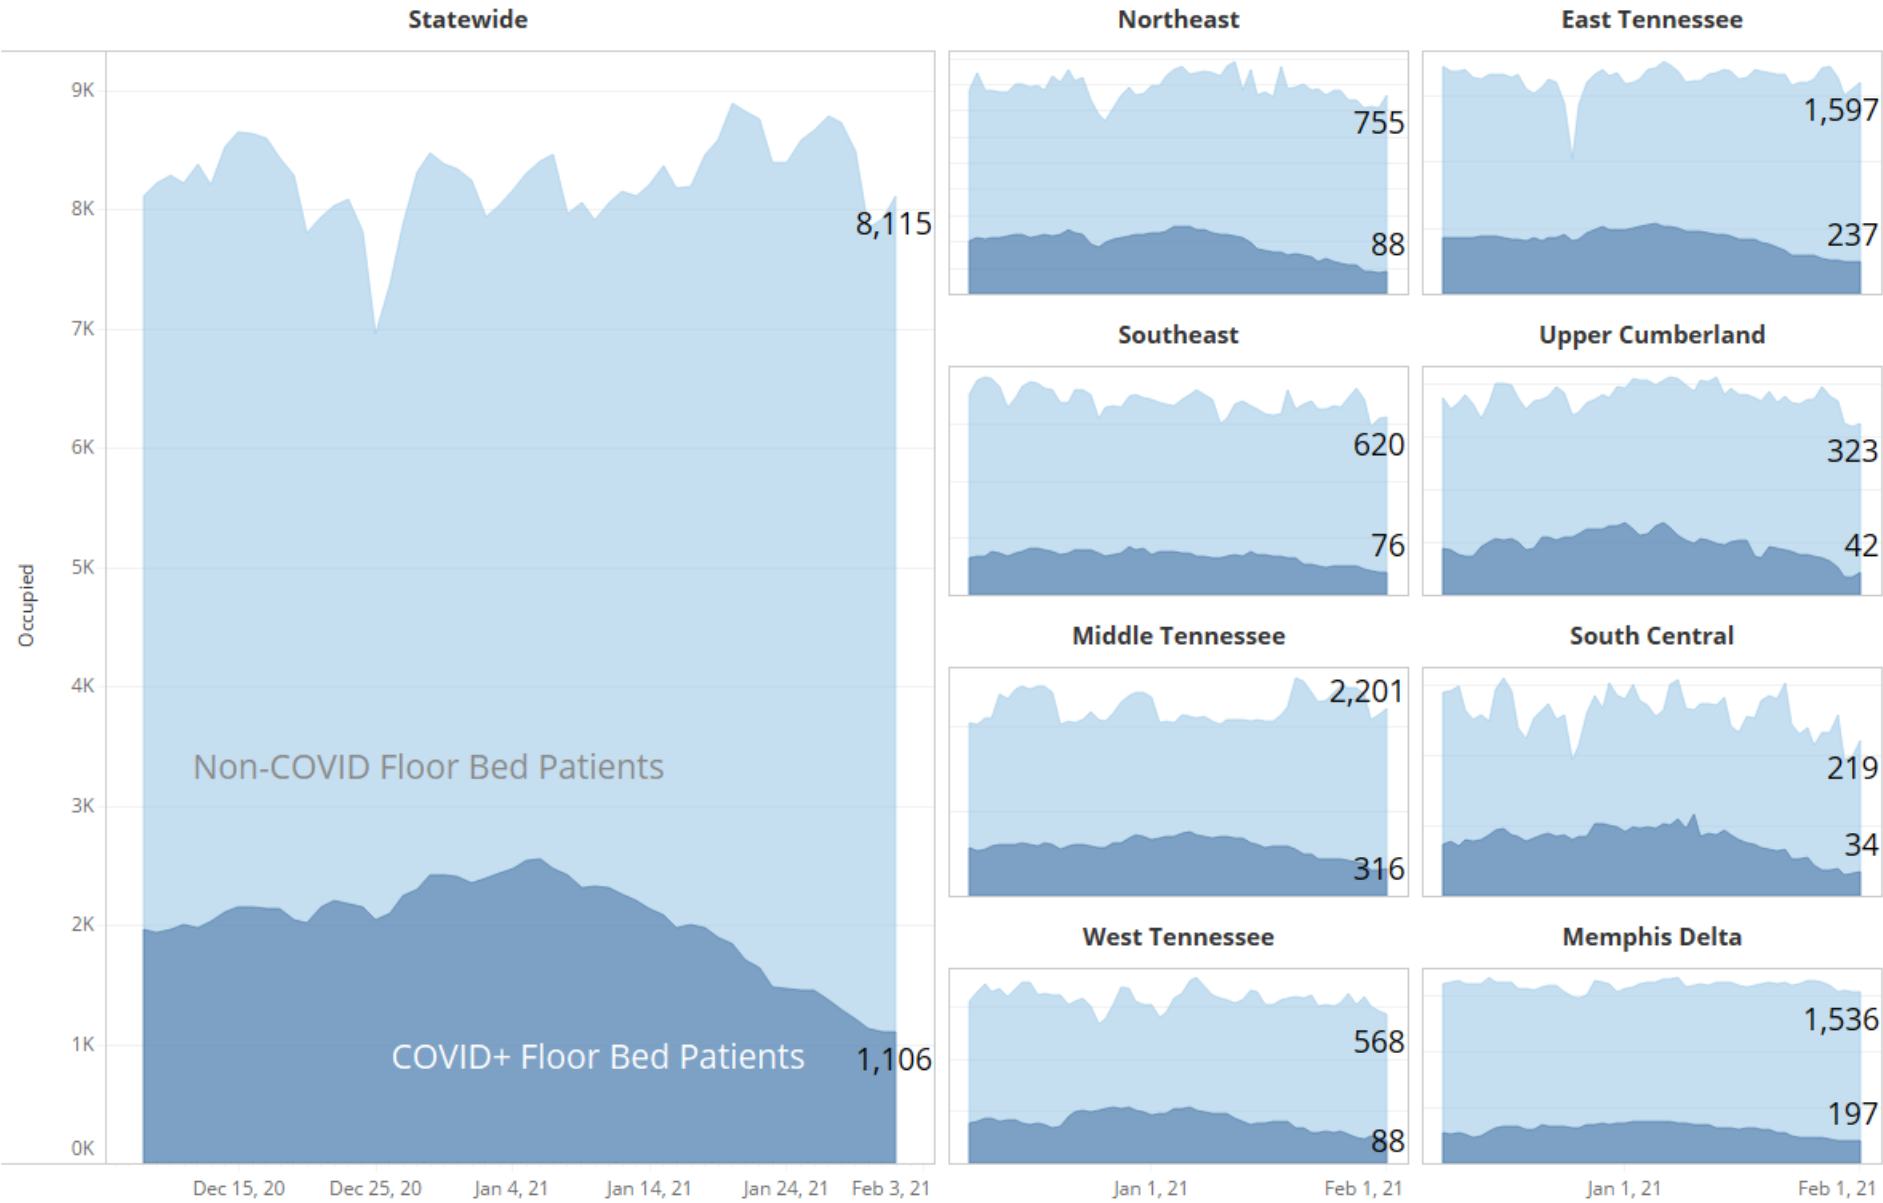 Statewide
Northeast
East Tennessee
9K
8K
7K
6K
5K
4K
3K
2K
1K
0K
Occupied
8,115
Non-COVID Floor Bed Patients
COVID+ Floor Bed Patients
1,106
Dec 15, 20
Dec 25, 20
Jan 4, 21
Jan 14, 21
Jan 24, 21
Feb 3, 21
755
88
1,597
237
Southeast
Upper Cumberland
620
76
323
42
Middle Tennessee
South Central
2,201
316
219
34
West Tennessee
Memphis Delta
568
88
1,536
197
Jan 1, 21
Feb 1, 21
Jan 1, 21
Feb 1, 21